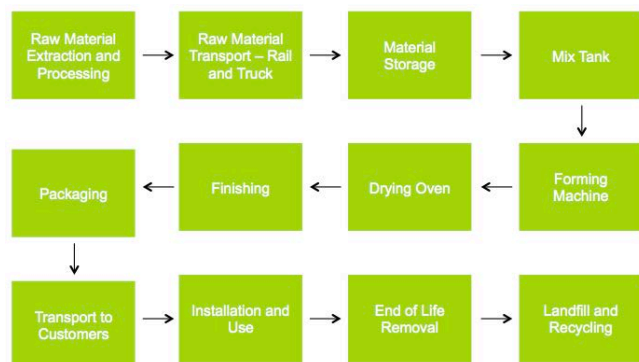 Raw Material
Extraction and
Processing
Raw Material
Transport – Rail
and Truck
Material
Storage
Mix Tank
Forming
Machine
Drying Oven
Finishing
Packaging
Transport to
Customers
Installation and
Use
End of Life
Removal
Landfill and
Recycling